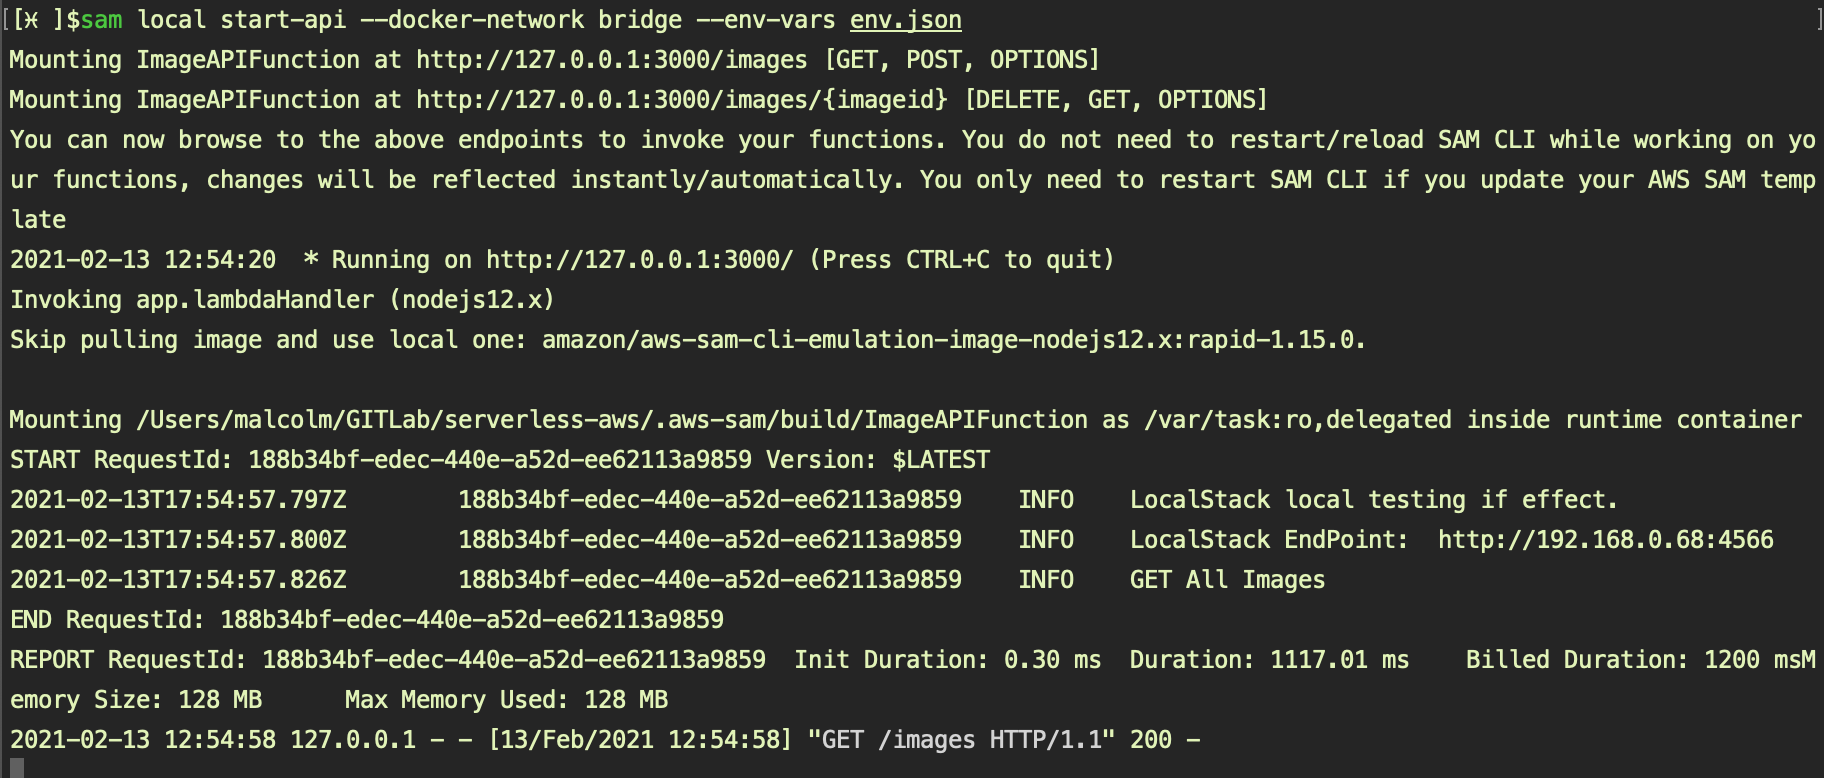 [[ӿ ]$sam local start-api --docker-network bridge --env-vars env.json ]
Mounting ImageAPIFunction at http://127.0.0.1:3000/images [GET, POST, OPTIONS]
Mounting ImageAPIFunction at http://127.0.0.1:3000/images/{imageid} [DELETE, GET, OPTIONS]
You can now browse to the above endpoints to invoke your functions. You do not need to restart/reload SAM CLI while working on yo
ur functions, changes will be reflected instantly/automatically. You only need to restart SAM CLI if you update your AWS SAM temp
late
2021-02-13 12:54:20  * Running on http://127.0.0.1:3000/ (Press CTRL+C to quit)
Invoking app.lambdaHandler (nodejs12.x)
Skip pulling image and use local one: amazon/aws-sam-cli-emulation-image-nodejs12.x:rapid-1.15.0.
Mounting /Users/malcolm/GITLab/serverless-aws/.aws-sam/build/ImageAPIFunction as /var/task:ro,delegated inside runtime container
START RequestId: 188b34bf-edec-440e-a52d-ee62113a9859 Version: $LATEST
2021-02-13T17:54:57.797Z        188b34bf-edec-440e-a52d-ee62113a9859    INFO    LocalStack local testing if effect.
2021-02-13T17:54:57.800Z        188b34bf-edec-440e-a52d-ee62113a9859    INFO    LocalStack EndPoint:  http://192.168.0.68:4566
2021-02-13T17:54:57.826Z        188b34bf-edec-440e-a52d-ee62113a9859    INFO    GET All Images
END RequestId: 188b34bf-edec-440e-a52d-ee62113a9859
REPORT RequestId: 188b34bf-edec-440e-a52d-ee62113a9859  Init Duration: 0.30 ms  Duration: 1117.01 ms    Billed Duration: 1200 msM
emory Size: 128 MB      Max Memory Used: 128 MB
2021-02-13 12:54:58 127.0.0.1 - - [13/Feb/2021 12:54:58] "GET /images HTTP/1.1" 200 -